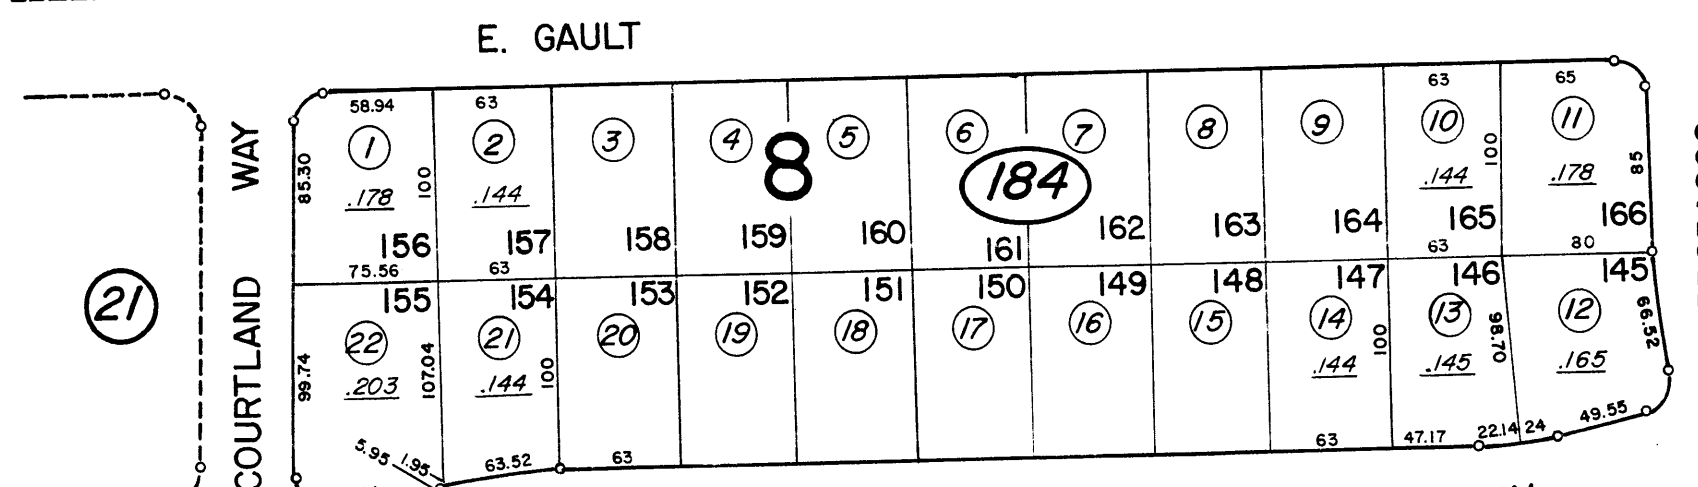 E. GAULT
58.94 63 63 65
1 2 3 4 5 6 7 8 9 10 11
8
184
.178 .144 .144 .178
85.30 100 100 85
WAY
156 157 158 159 160 161 162 163 164 165 166
75.56 63 63 80
155 154 153 152 151 150 149 148 147 146 145
21
COURTLAND
22 21 20 19 18 17 16 15 14 13 12
.203 .144 .144 .145 .165
99.74 107.04 100 100 98.70 66.52
5.95 1.95 63.52 63 63 47.17 22.14 24 49.55